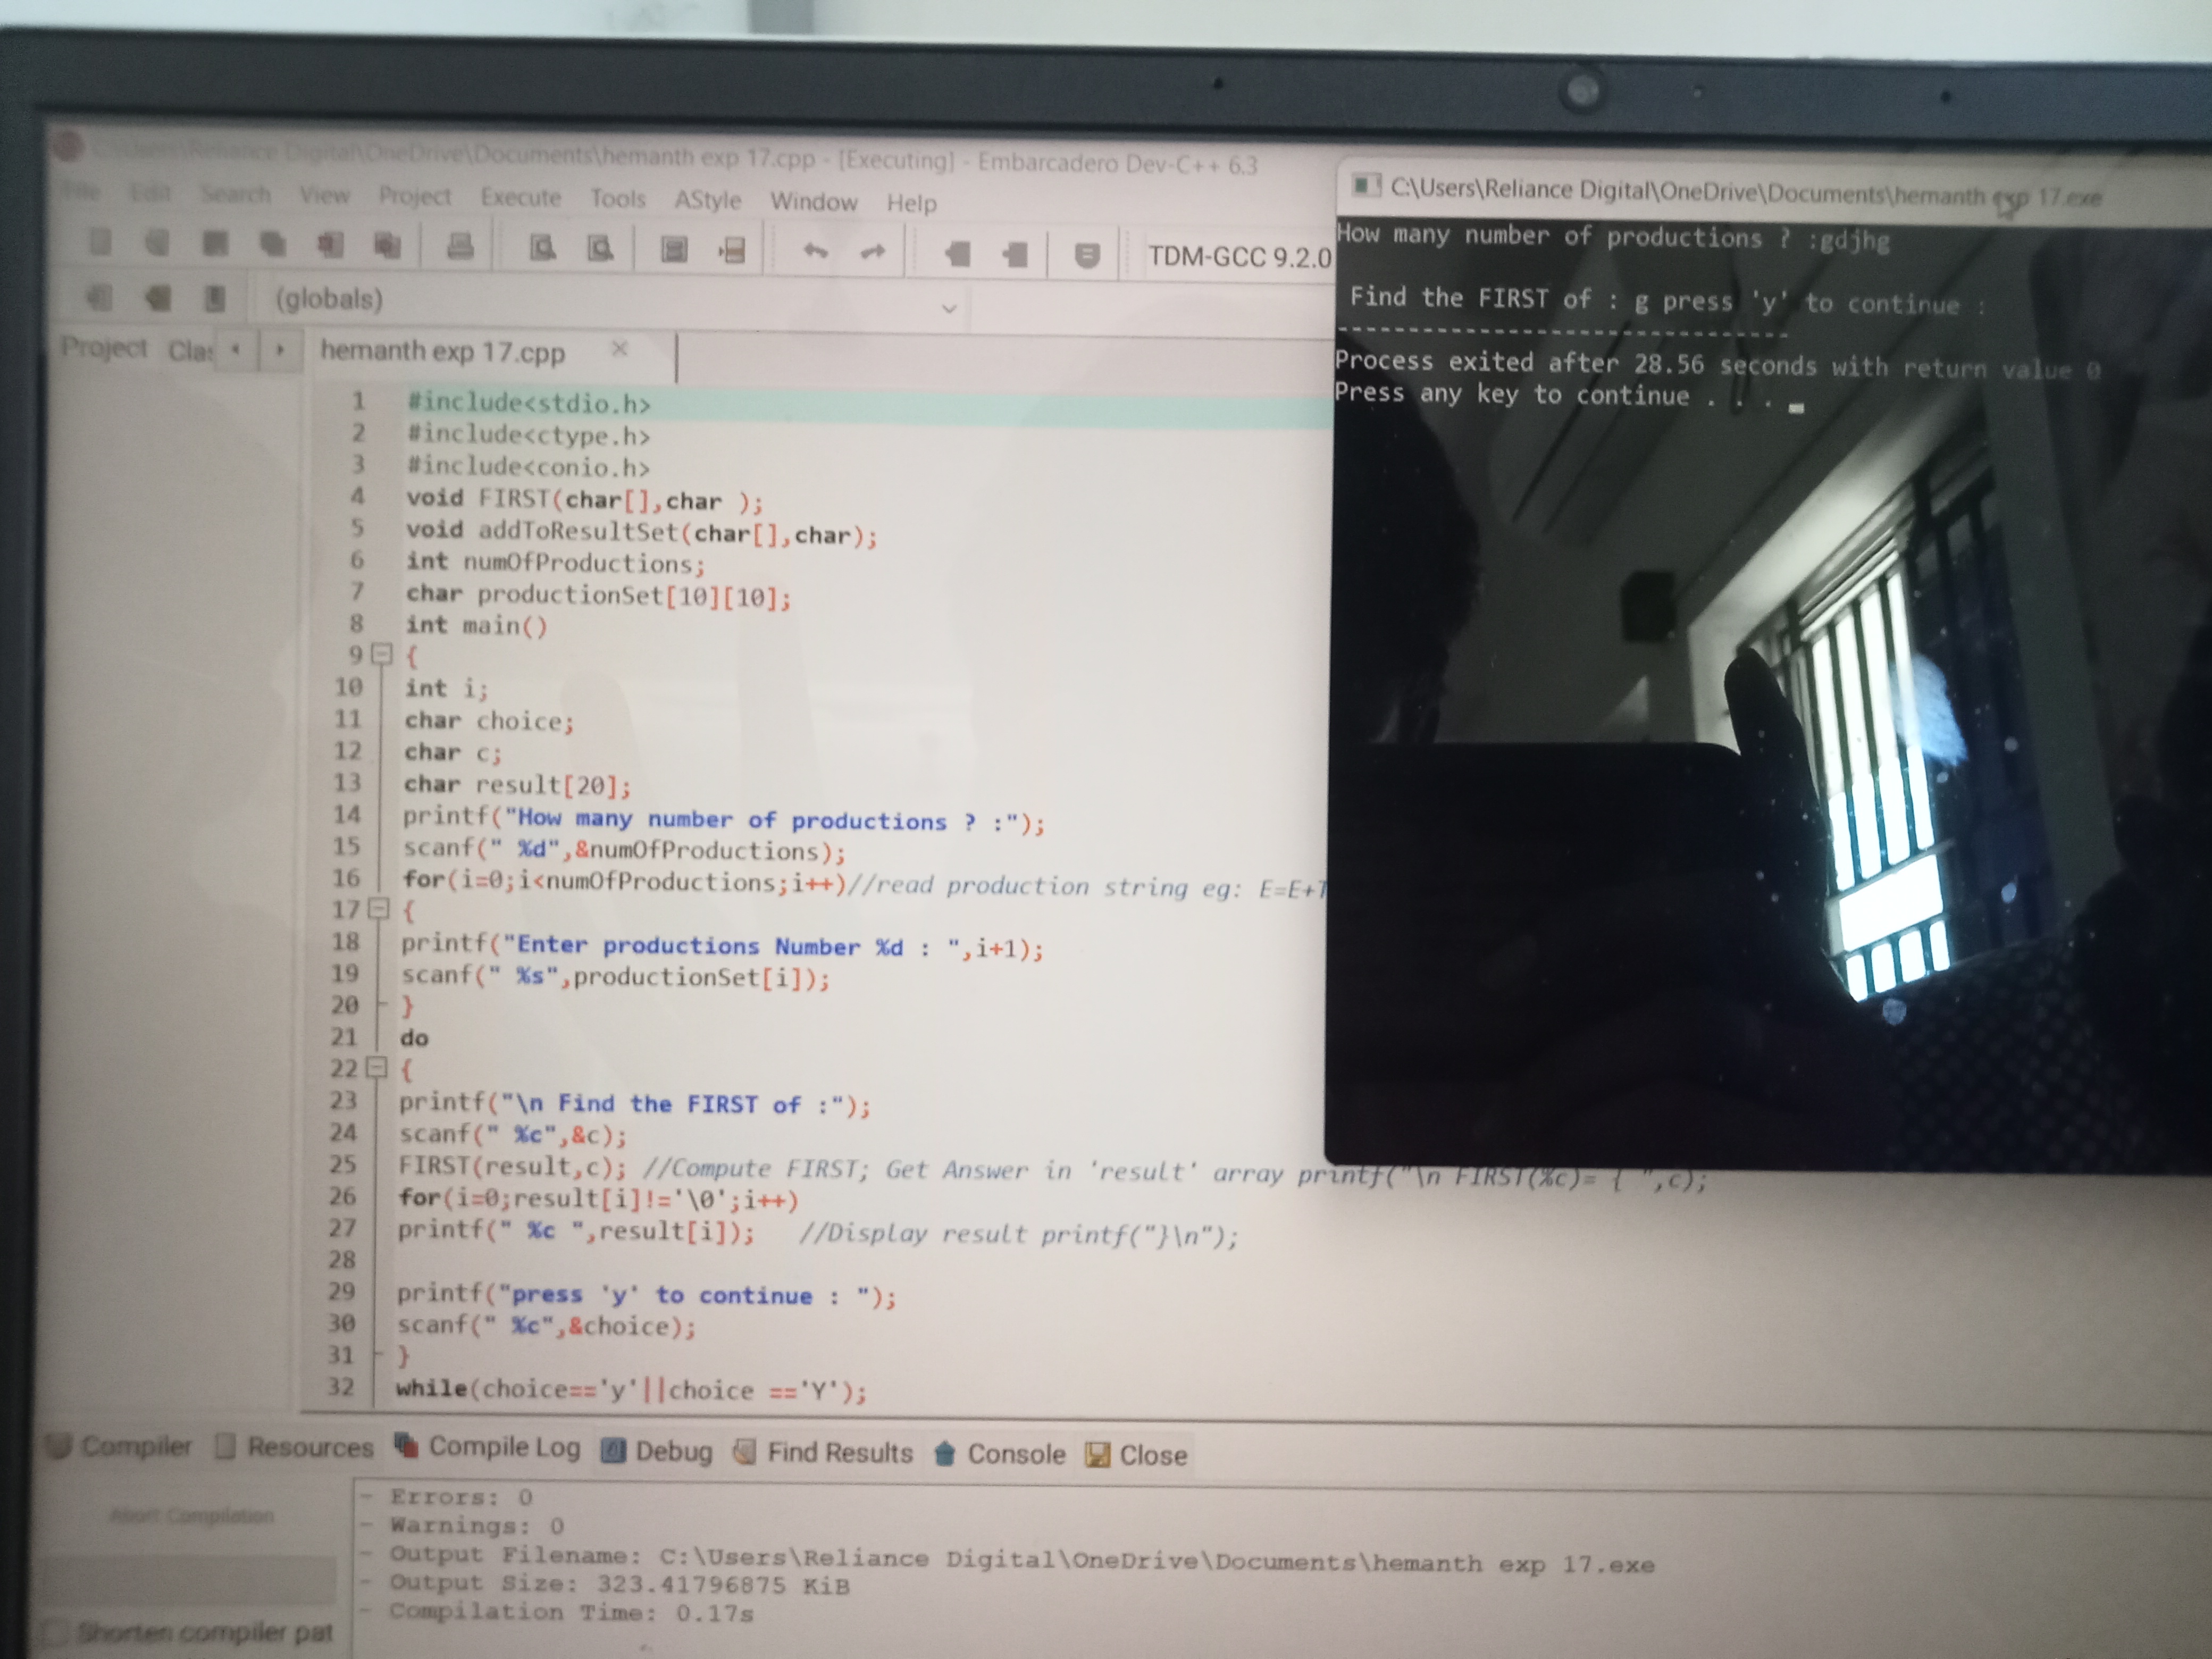 \Reliance Digital\OneDrive\Documents\hemanth exp 17.cpp - [Executing] - Embarcadero Dev-C++ 6.3
File Edit Search View Project Execute Tools AStyle Window Help
TDM-GCC 9.2.0
(globals)
Project Clas
hemanth exp 17.cpp
1 #include<stdio.h>
2 #include<ctype.h>
3 #include<conio.h>
4 void FIRST(char[],char );
5 void addToResultSet(char[],char);
6 int numOfProductions;
7 char productionSet[10][10];
8 int main()
9 {
10 int i;
11 char choice;
12 char c;
13 char result[20];
14 printf("How many number of productions ? :");
15 scanf(" %d",&numOfProductions);
16 for(i=0;i<numOfProductions;i++)//read production string eg: E=E+T
17 {
18 printf("Enter productions Number %d : ",i+1);
19 scanf(" %s",productionSet[i]);
20 }
21 do
22 {
23 printf("\n Find the FIRST of :");
24 scanf(" %c",&c);
25 FIRST(result,c); //Compute FIRST; Get Answer in 'result' array printf("\n FIRST(%c)= { ",c);
26 for(i=0;result[i]!='\0';i++)
27 printf(" %c ",result[i]); //Display result printf("}\n");
28
29 printf("press 'y' to continue : ");
30 scanf(" %c",&choice);
31 }
32 while(choice=='y'||choice =='Y');
C:\Users\Reliance Digital\OneDrive\Documents\hemanth exp 17.exe
How many number of productions ? :gdjhg
Find the FIRST of : g press 'y' to continue :
--------------------------------
Process exited after 28.56 seconds with return value 0
Press any key to continue . . .
Compiler Resources Compile Log Debug Find Results Console Close
Abort Compilation
Shorten compiler pat
- Errors: 0
- Warnings: 0
- Output Filename: C:\Users\Reliance Digital\OneDrive\Documents\hemanth exp 17.exe
- Output Size: 323.41796875 KiB
- Compilation Time: 0.17s